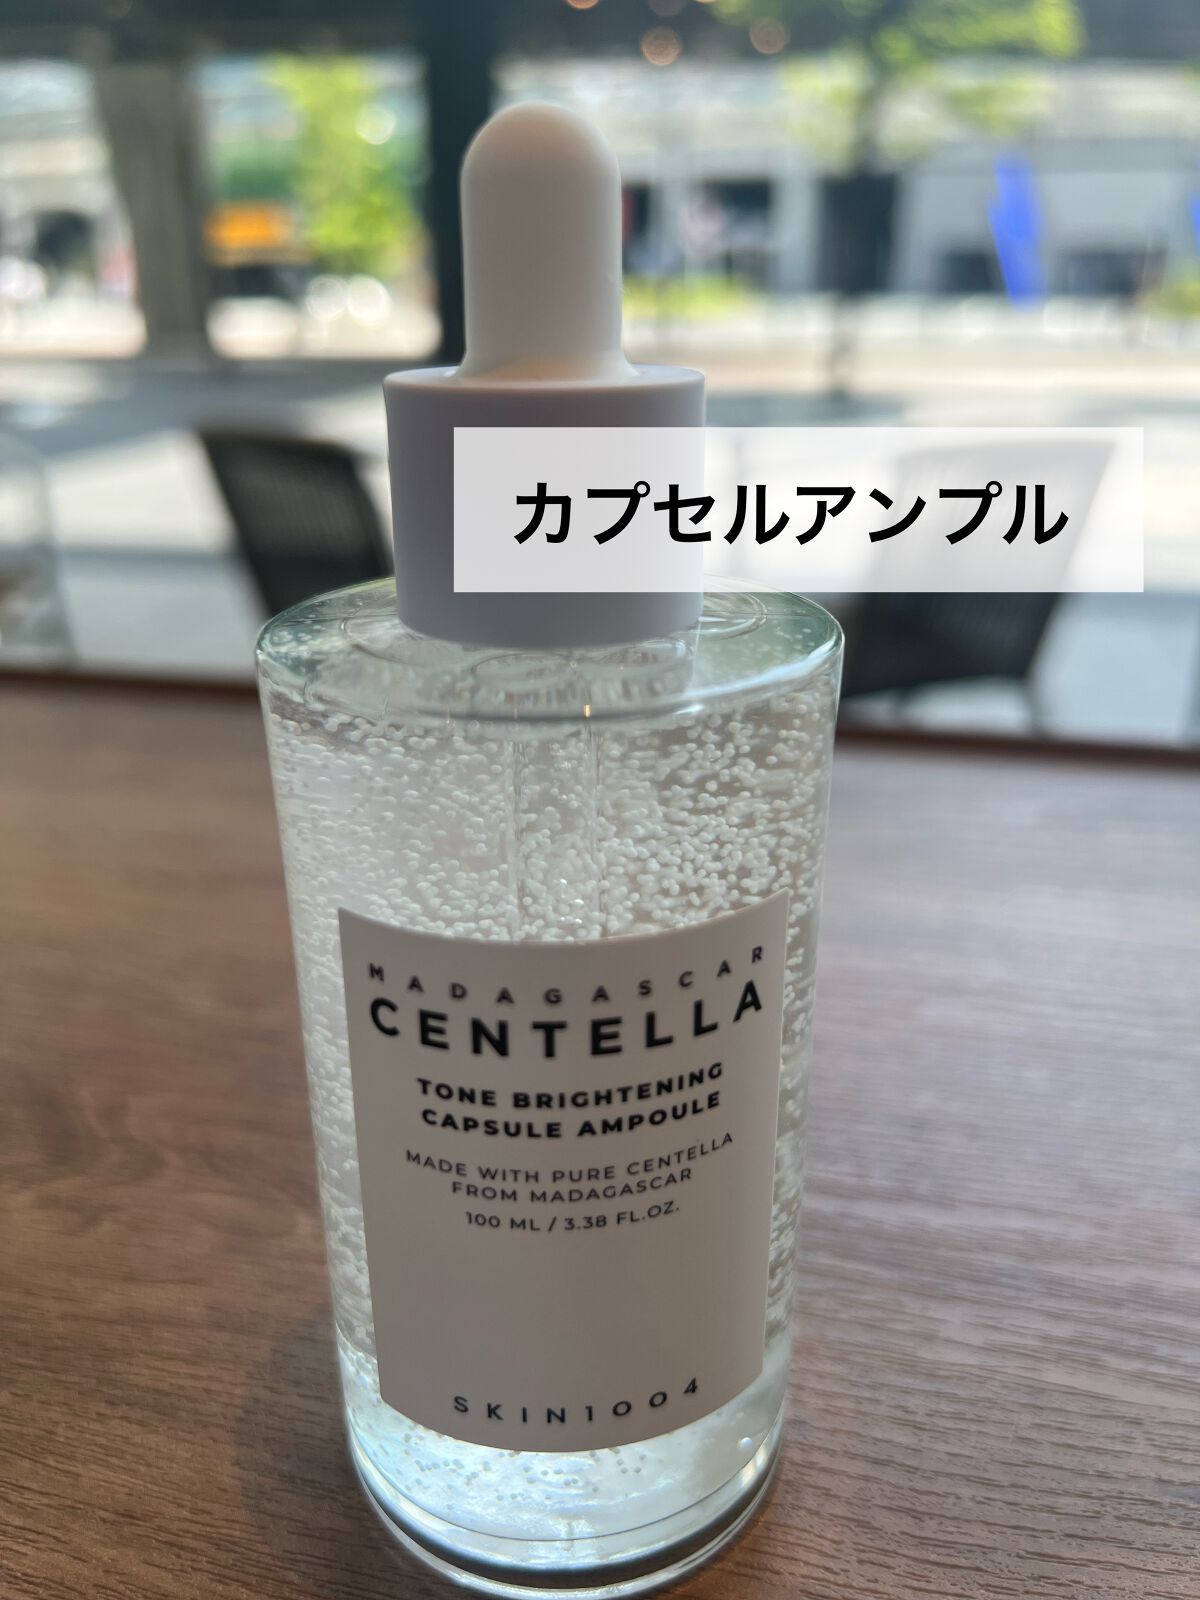 カプセルアンプル
MADAGASCAR
CENTELLA
TONE BRIGHTENING
CAPSULE AMPOULE
MADE WITH PURE CENTELLA
FROM MADAGASCAR
100 ML / 3.38 FL.OZ.
SKIN1004